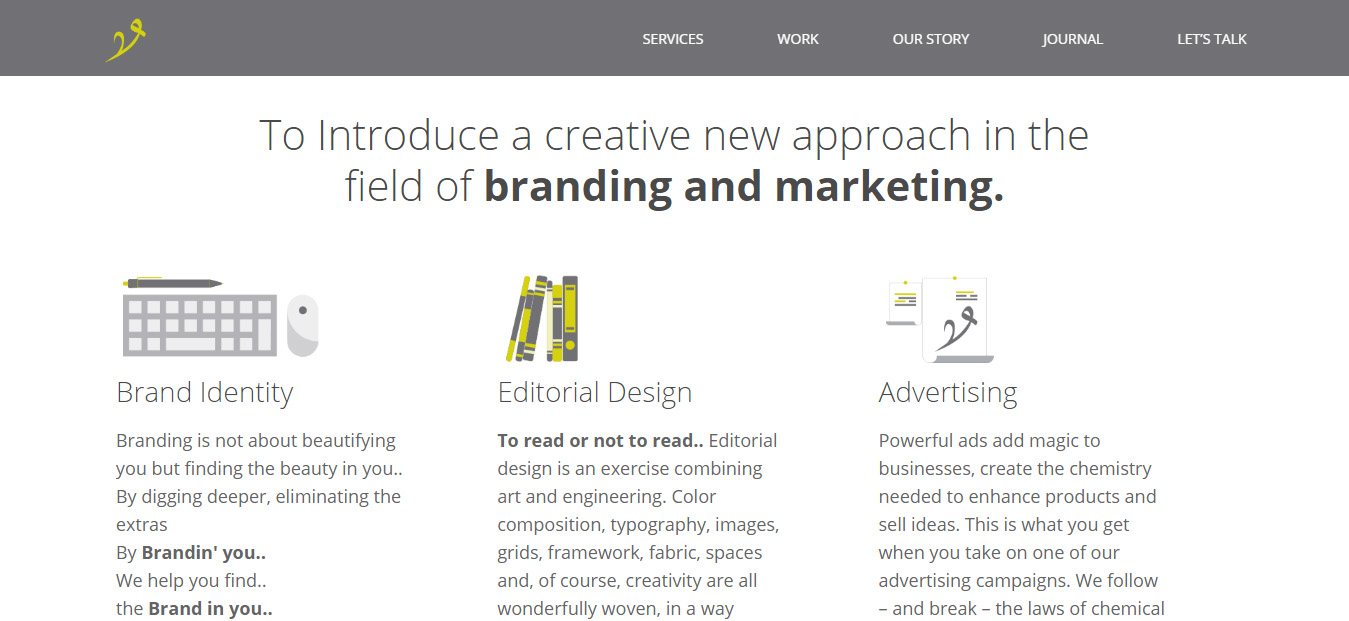 SERVICES WORK OUR STORY JOURNAL LET'S TALK
To Introduce a creative new approach in the
field of branding and marketing.
Brand Identity
Branding is not about beautifying
you but finding the beauty in you..
By digging deeper, eliminating the
extras
By Brandin' you..
We help you find..
the Brand in you..
Editorial Design
To read or not to read.. Editorial
design is an exercise combining
art and engineering. Color
composition, typography, images,
grids, framework, fabric, spaces
and, of course, creativity are all
wonderfully woven, in a way
Advertising
Powerful ads add magic to
businesses, create the chemistry
needed to enhance products and
sell ideas. This is what you get
when you take on one of our
advertising campaigns. We follow
– and break – the laws of chemical